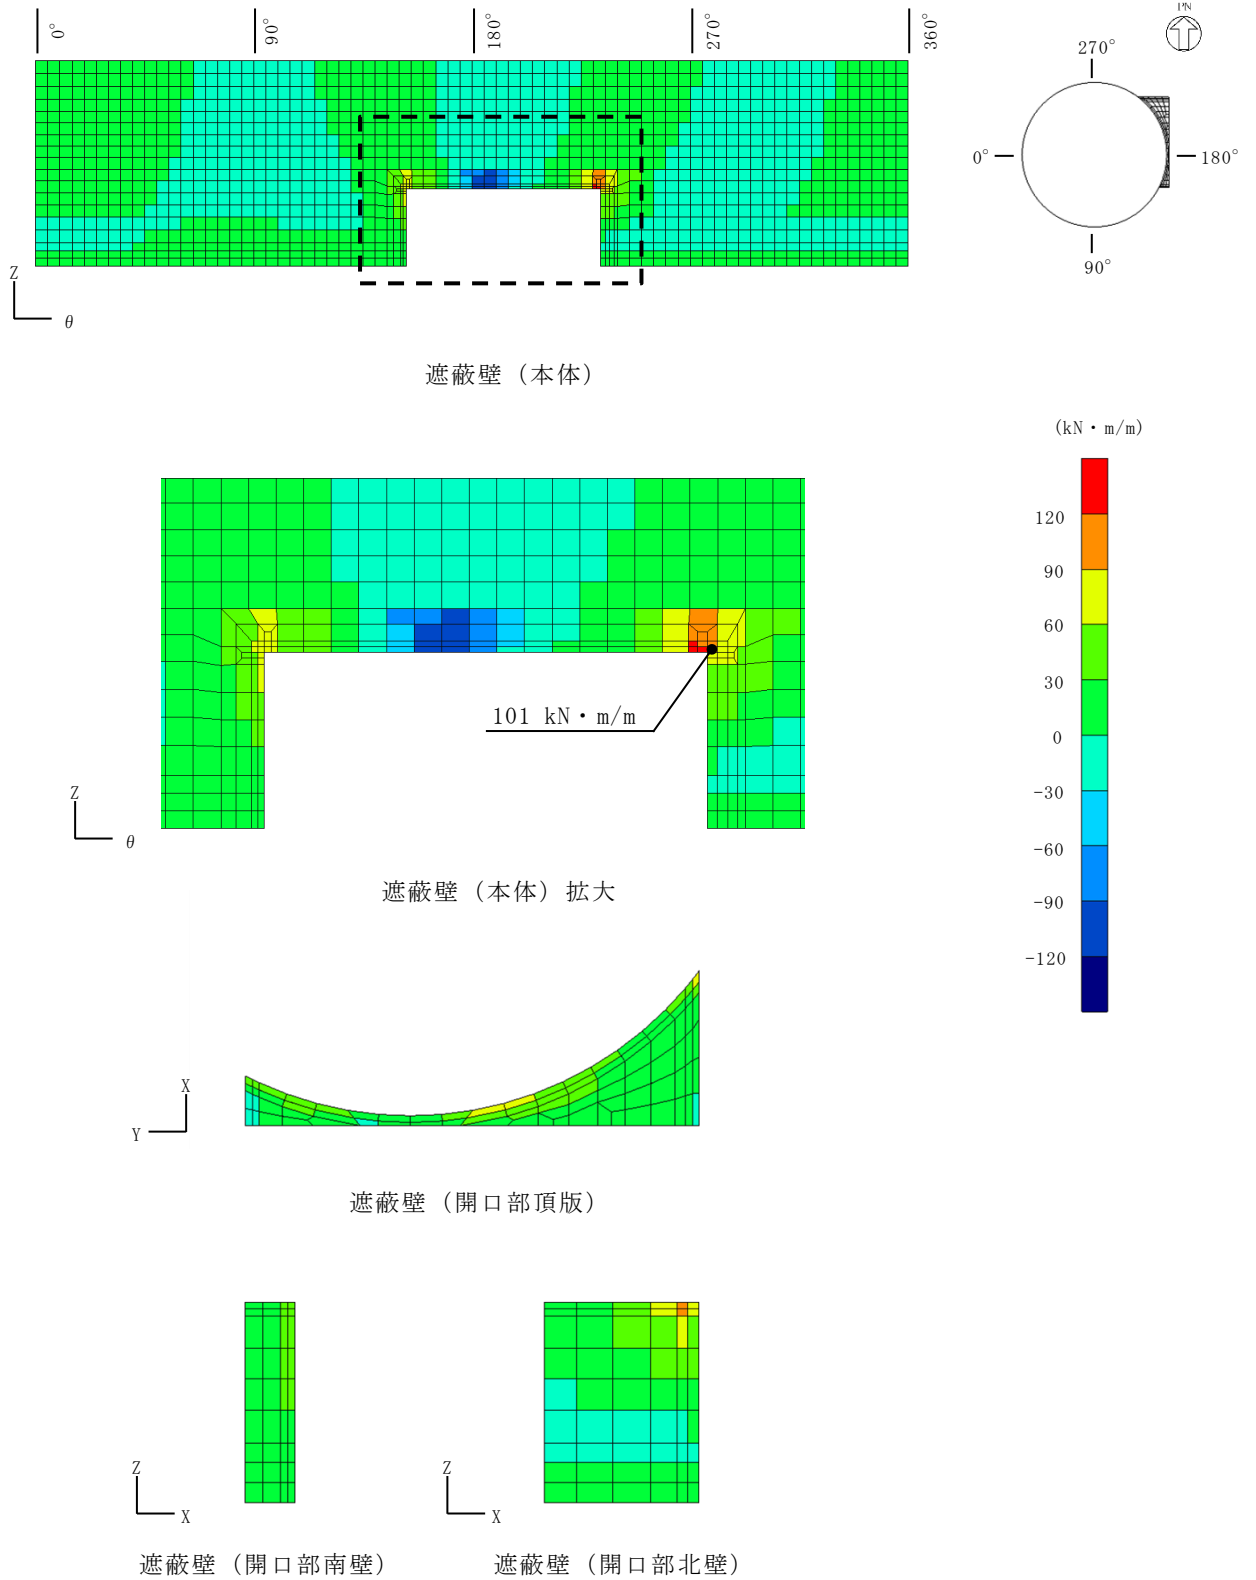 0°
90°
180°
270°
360°
PN
270°
0°
180°
90°
Z
θ
遮蔽壁（本体）
(kN・m/m)
120
90
60
30
0
-30
-60
-90
-120
101 kN・m/m
Z
θ
遮蔽壁（本体）拡大
X
Y
遮蔽壁（開口部頂版）
Z
X
Z
X
遮蔽壁（開口部南壁）
遮蔽壁（開口部北壁）